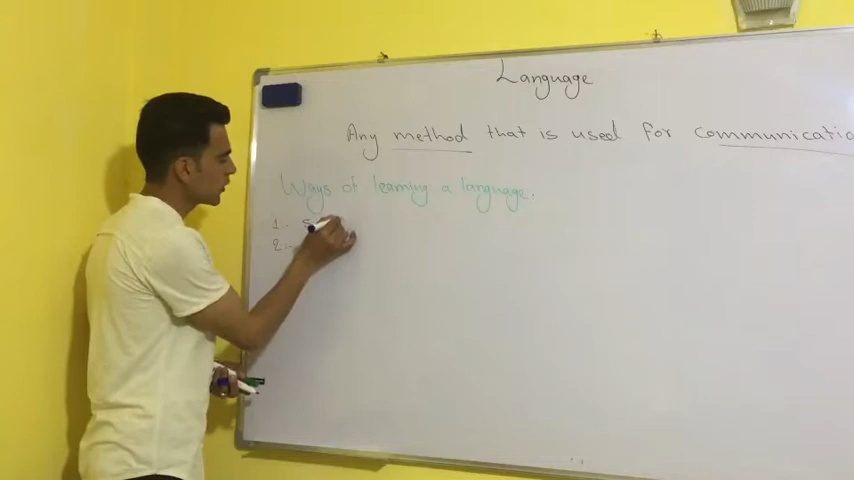 Language
Any method that is used for communicatio
Ways of learning a language.
1-- S
2--